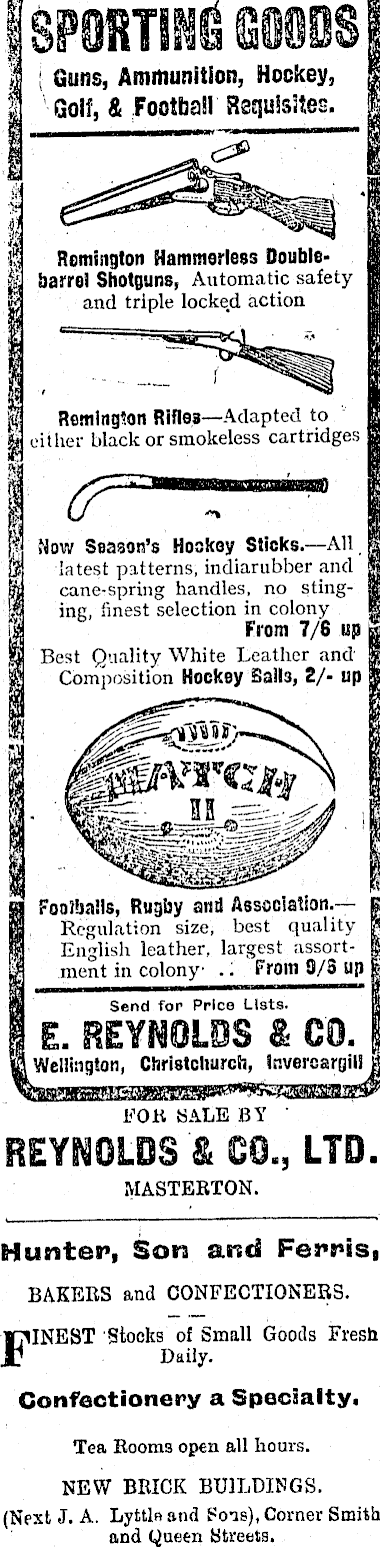 SPORTING GOODS
Guns, Ammunition, Hockey,
Golf, & Football Requisites.
Remington Hammerless Double-
barrel Shotguns, Automatic safety
and triple locked action
Remington Rifles—Adapted to
either black or smokeless cartridges
New Season's Hockey Sticks.—All
latest patterns, indiarubber and
cane-spring handles, no sting-
ing, finest selection in colony
From 7/6 up
Best Quality White Leather and
Composition Hockey Balls, 2/- up
MATCH
II
Footballs, Rugby and Association.—
Regulation size, best quality
English leather, largest assort-
ment in colony .. From 9/6 up
Send for Price Lists.
E. REYNOLDS & CO.
Wellington, Christchurch, Invercargill
FOR SALE BY
REYNOLDS & CO., LTD.
MASTERTON.
Hunter, Son and Ferris,
BAKERS and CONFECTIONERS.
FINEST Stocks of Small Goods Fresh
Daily.
Confectionery a Specialty.
Tea Rooms open all hours.
NEW BRICK BUILDINGS.
(Next J. A. Lyttle and Sons), Corner Smith
and Queen Streets.